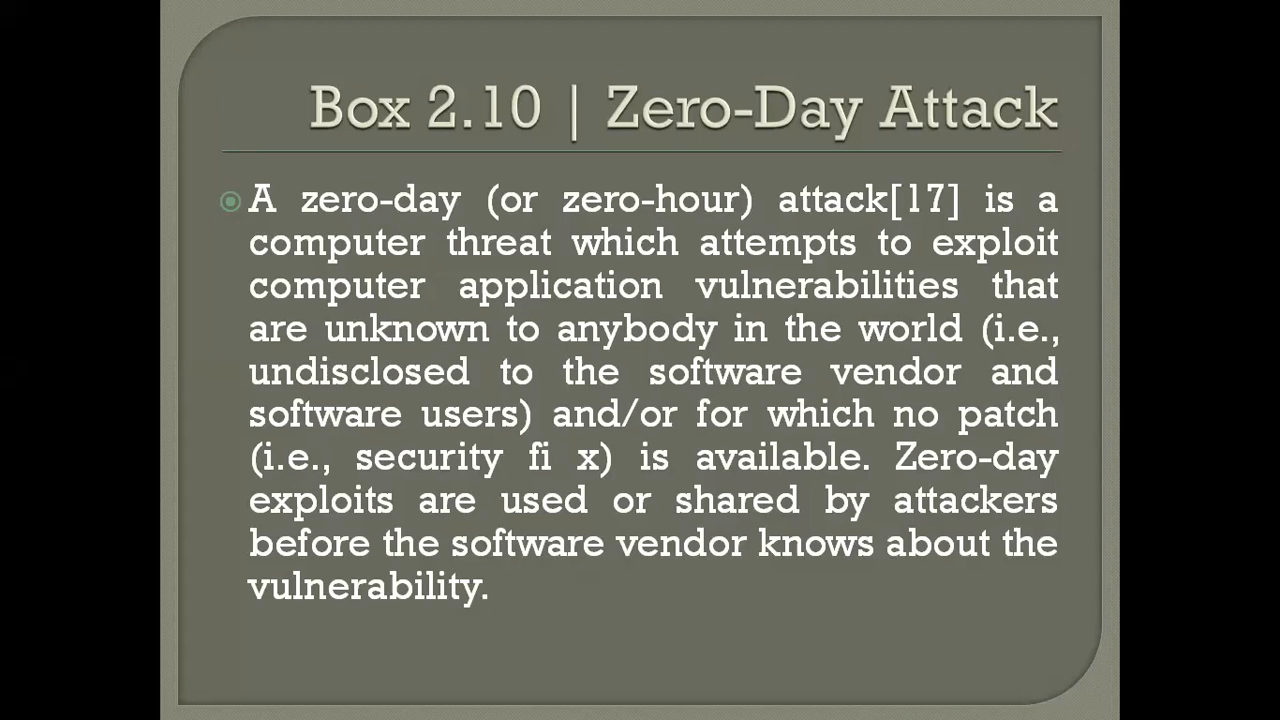 Box 2.10 | Zero-Day Attack
A zero-day (or zero-hour) attack[17] is a
computer threat which attempts to exploit
computer application vulnerabilities that
are unknown to anybody in the world (i.e.,
undisclosed to the software vendor and
software users) and/or for which no patch
(i.e., security fi x) is available. Zero-day
exploits are used or shared by attackers
before the software vendor knows about the
vulnerability.